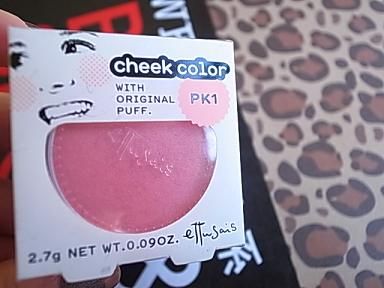 cheek color
WITH
ORIGINAL
PUFF.
PK1
2.7g NET WT.0.09OZ.
ettusais